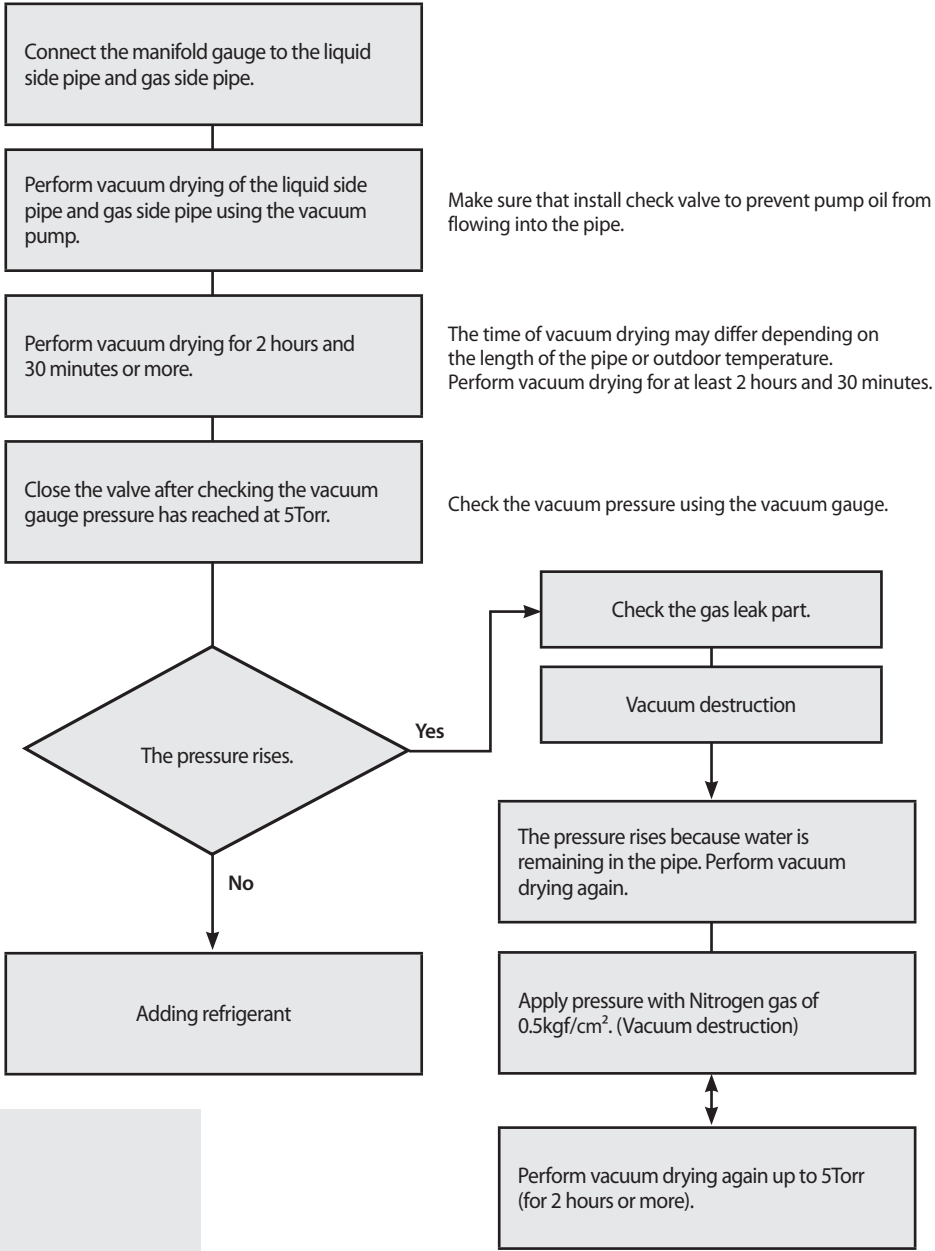 Connect the manifold gauge to the liquid
side pipe and gas side pipe.
Perform vacuum drying of the liquid side
pipe and gas side pipe using the vacuum
pump.
Make sure that install check valve to prevent pump oil from
flowing into the pipe.
Perform vacuum drying for 2 hours and
30 minutes or more.
The time of vacuum drying may differ depending on
the length of the pipe or outdoor temperature.
Perform vacuum drying for at least 2 hours and 30 minutes.
Close the valve after checking the vacuum
gauge pressure has reached at 5Torr.
Check the vacuum pressure using the vacuum gauge.
The pressure rises.
Yes
No
Adding refrigerant
Check the gas leak part.
Vacuum destruction
The pressure rises because water is
remaining in the pipe. Perform vacuum
drying again.
Apply pressure with Nitrogen gas of
0.5kgf/cm². (Vacuum destruction)
Perform vacuum drying again up to 5Torr
(for 2 hours or more).